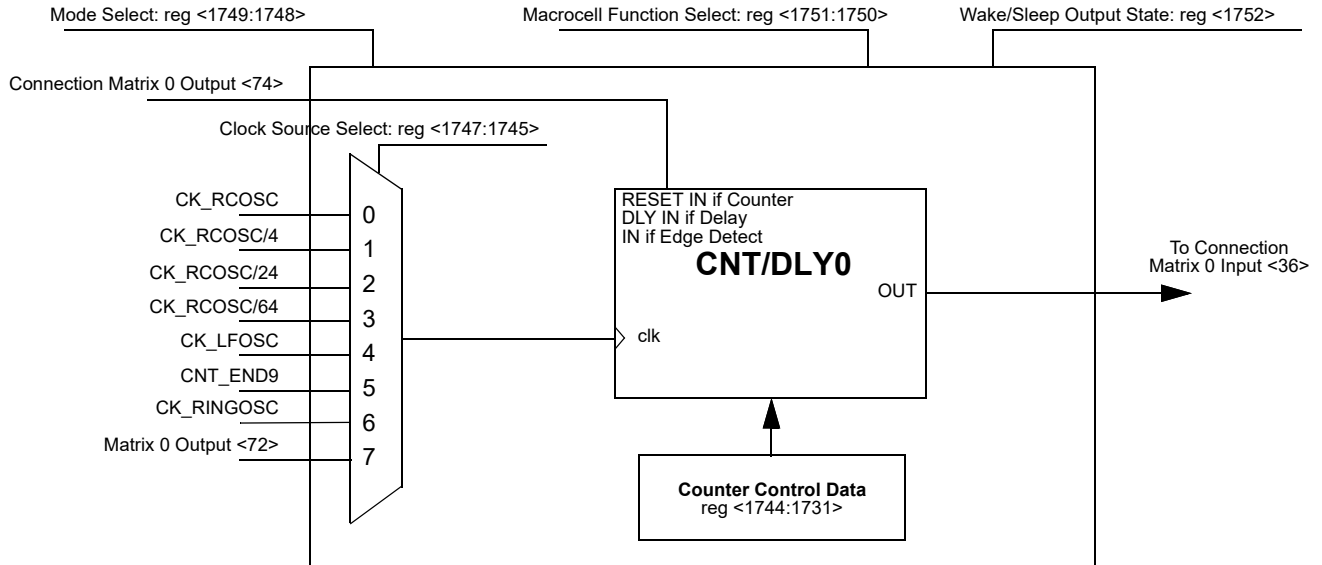 Mode Select: reg <1749:1748>
Macrocell Function Select: reg <1751:1750>
Wake/Sleep Output State: reg <1752>
Connection Matrix 0 Output <74>
Clock Source Select: reg <1747:1745>
CK_RCOSC
0
CK_RCOSC/4
1
CK_RCOSC/24
2
CK_RCOSC/64
3
CK_LFOSC
4
CNT_END9
5
CK_RINGOSC
6
Matrix 0 Output <72>
7
RESET IN if Counter
DLY IN if Delay
IN if Edge Detect
CNT/DLY0
OUT
clk
To Connection
Matrix 0 Input <36>
Counter Control Data
reg <1744:1731>